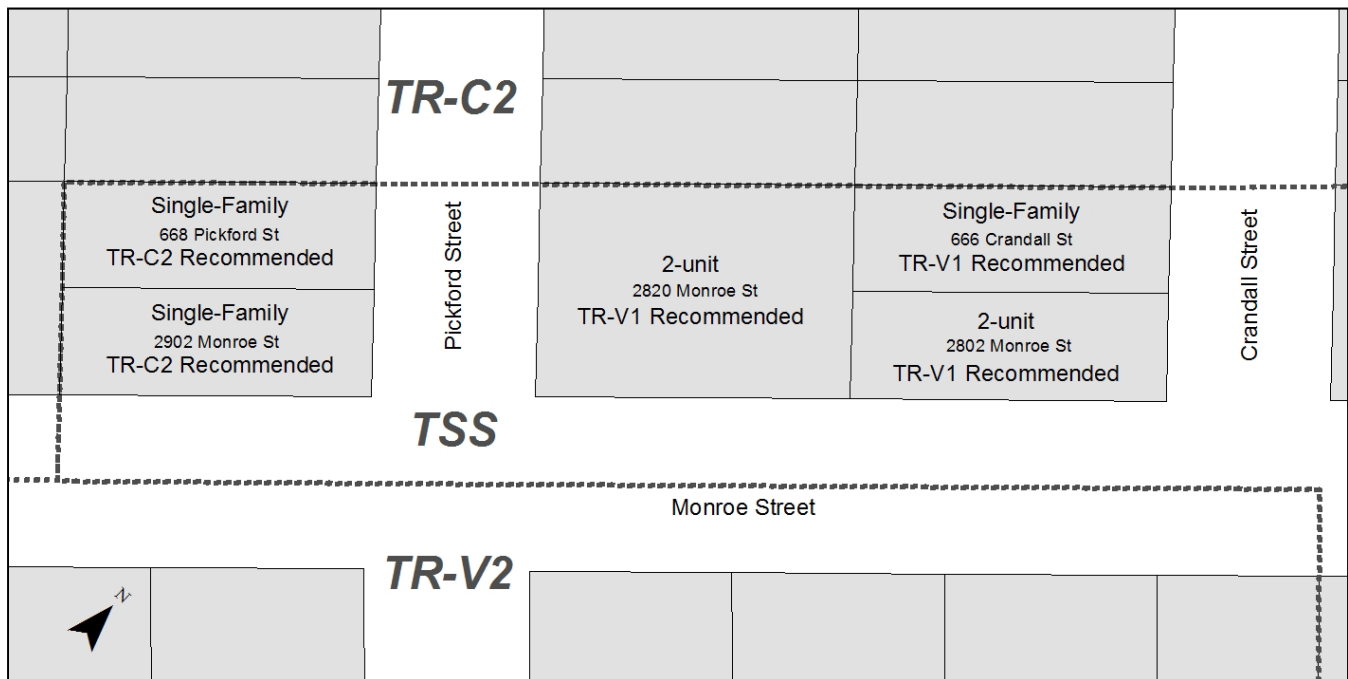 TR-C2
Single-Family
668 Pickford St
TR-C2 Recommended
Single-Family
2902 Monroe St
TR-C2 Recommended
Pickford Street
2-unit
2820 Monroe St
TR-V1 Recommended
Single-Family
666 Crandall St
TR-V1 Recommended
2-unit
2802 Monroe St
TR-V1 Recommended
Crandall Street
TSS
Monroe Street
TR-V2
N